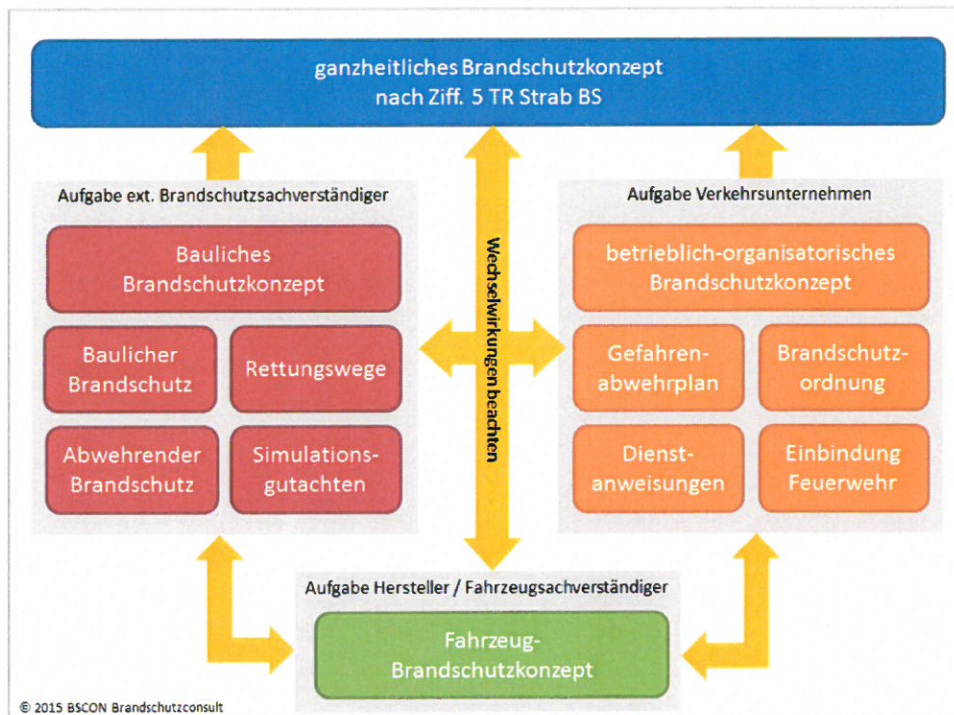 ganzheitliches Brandschutzkonzept
nach Ziff. 5 TR Strab BS
Aufgabe ext. Brandschutzsachverständiger
Bauliches
Brandschutzkonzept
Baulicher
Brandschutz
Rettungswege
Abwehrender
Brandschutz
Simulations-
gutachten
Wechselwirkungen beachten
Aufgabe Verkehrsunternehmen
betrieblich-organisatorisches
Brandschutzkonzept
Gefahren-
abwehrplan
Brandschutz-
ordnung
Dienst-
anweisungen
Einbindung
Feuerwehr
Aufgabe Hersteller / Fahrzeugsachverständiger
Fahrzeug-
Brandschutzkonzept
© 2015 BSCON Brandschutzconsult